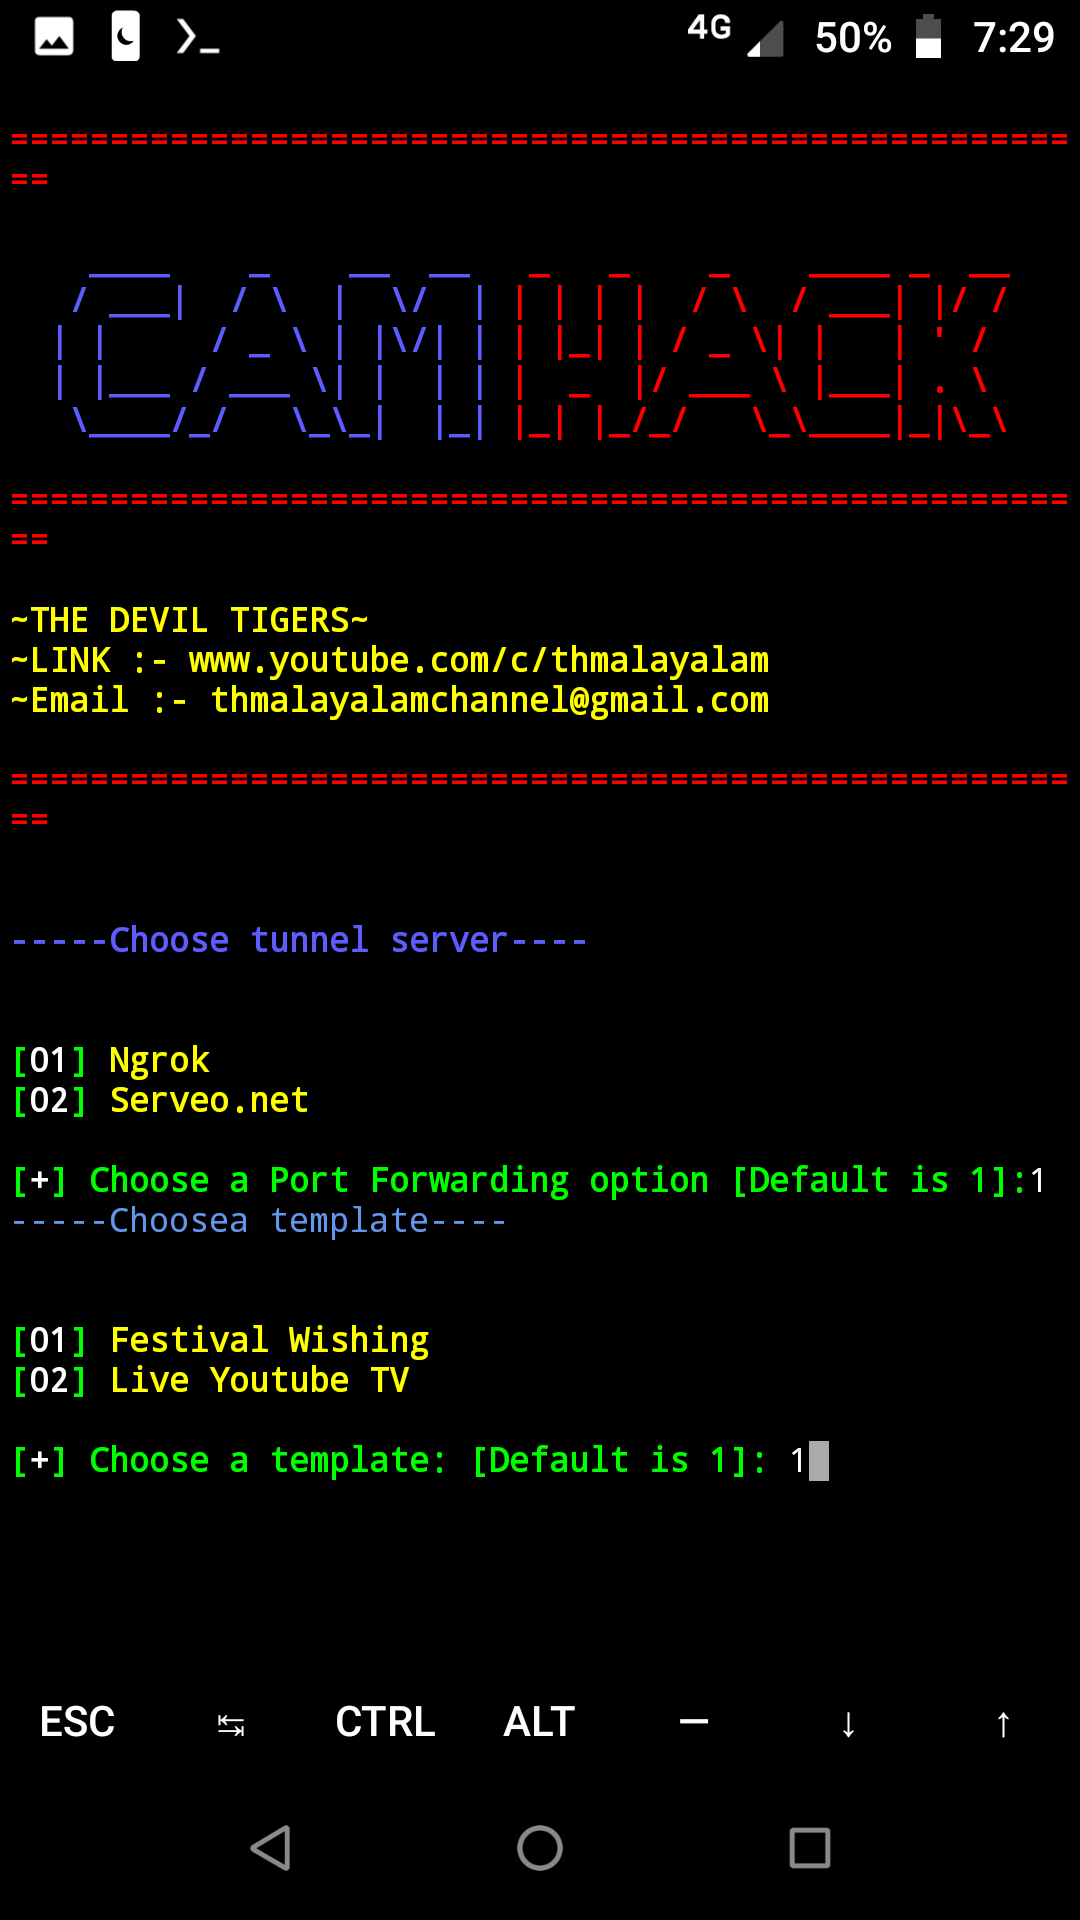 4G 50% 7:29
=====================================================
==
CAM HACK
=====================================================
==
~THE DEVIL TIGERS~
~LINK :- www.youtube.com/c/thmalayalam
~Email :- thmalayalamchannel@gmail.com
=====================================================
==
-----Choose tunnel server----
[01] Ngrok
[02] Serveo.net
[+] Choose a Port Forwarding option [Default is 1]:1
-----Choosea template----
[01] Festival Wishing
[02] Live Youtube TV
[+] Choose a template: [Default is 1]: 1
ESC ↹ CTRL ALT — ↓ ↑